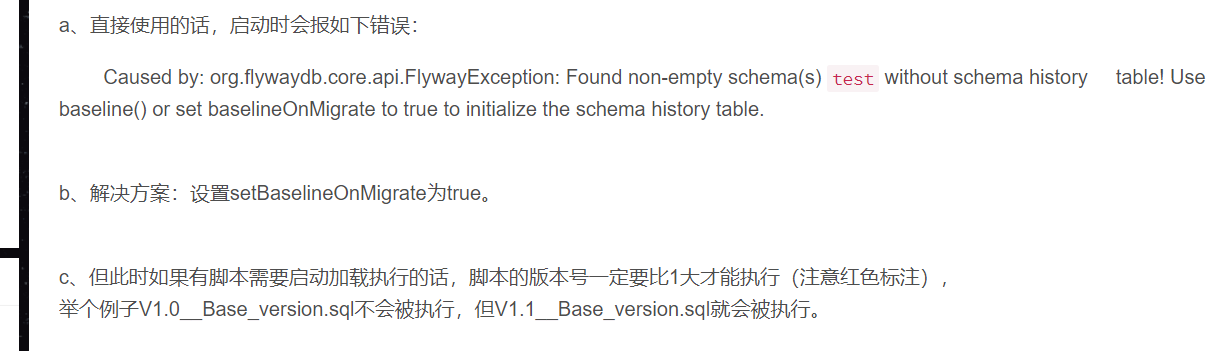 a、直接使用的话，启动时会报如下错误：
Caused by: org.flywaydb.core.api.FlywayException: Found non-empty schema(s) test without schema history table! Use
baseline() or set baselineOnMigrate to true to initialize the schema history table.
b、解决方案：设置setBaselineOnMigrate为true。
c、但此时如果有脚本需要启动加载执行的话，脚本的版本号一定要比1大才能执行（注意红色标注），
举个例子V1.0__Base_version.sql不会被执行，但V1.1__Base_version.sql就会被执行。